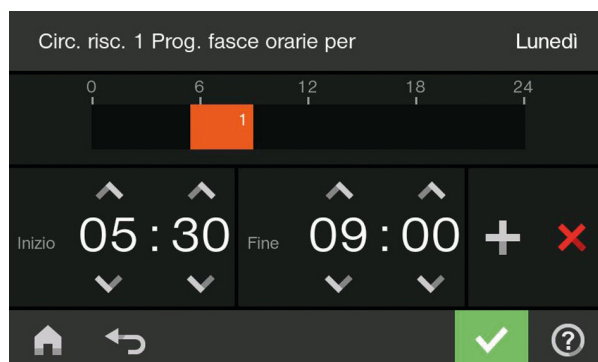 Circ. risc. 1 Prog. fasce orarie per Lunedì
0 6 12 18 24
1
Inizio 05 : 30 Fine 09 : 00
?